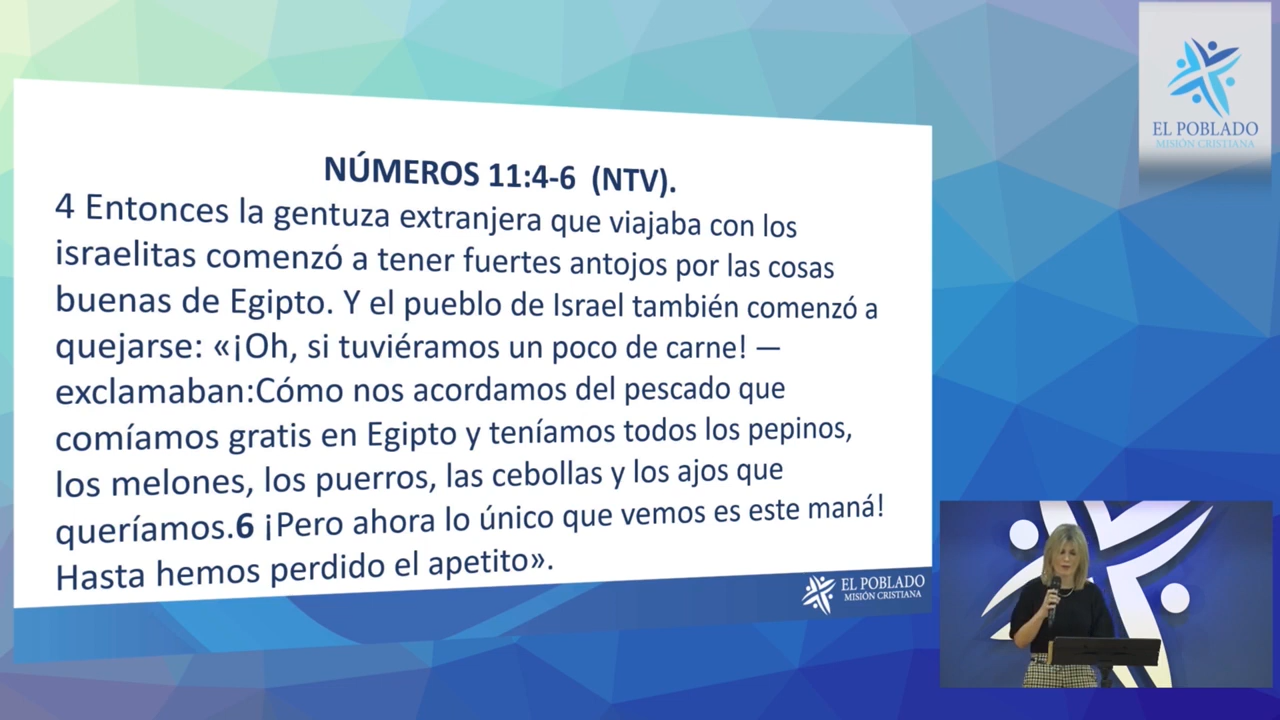 NÚMEROS 11:4-6 (NTV).
4 Entonces la gentuza extranjera que viajaba con los
israelitas comenzó a tener fuertes antojos por las cosas
buenas de Egipto. Y el pueblo de Israel también comenzó a
quejarse: «¡Oh, si tuviéramos un poco de carne! —
exclamaban:Cómo nos acordamos del pescado que
comíamos gratis en Egipto y teníamos todos los pepinos,
los melones, los puerros, las cebollas y los ajos que
queríamos.6 ¡Pero ahora lo único que vemos es este maná!
Hasta hemos perdido el apetito».
EL POBLADO
MISIÓN CRISTIANA
EL POBLADO
MISIÓN CRISTIANA